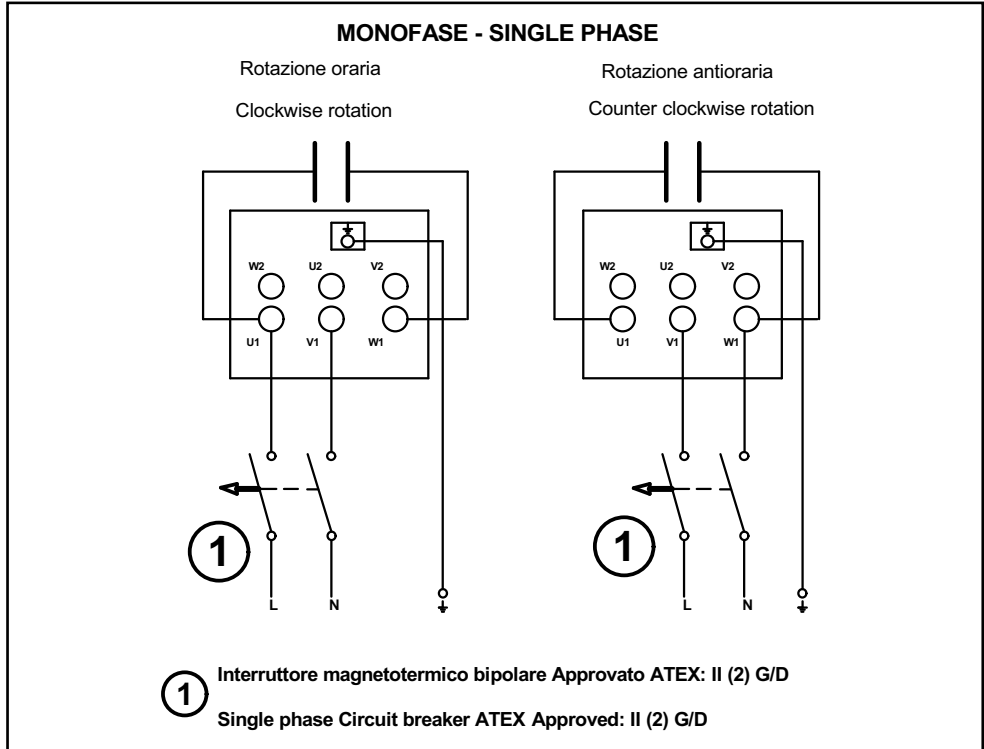 MONOFASE - SINGLE PHASE
Rotazione oraria
Clockwise rotation
Rotazione antioraria
Counter clockwise rotation
W2 U2 V2
U1 V1 W1
W2 U2 V2
U1 V1 W1
1
1
L N
L N
1
Interruttore magnetotermico bipolare Approvato ATEX: II (2) G/D
Single phase Circuit breaker ATEX Approved: II (2) G/D